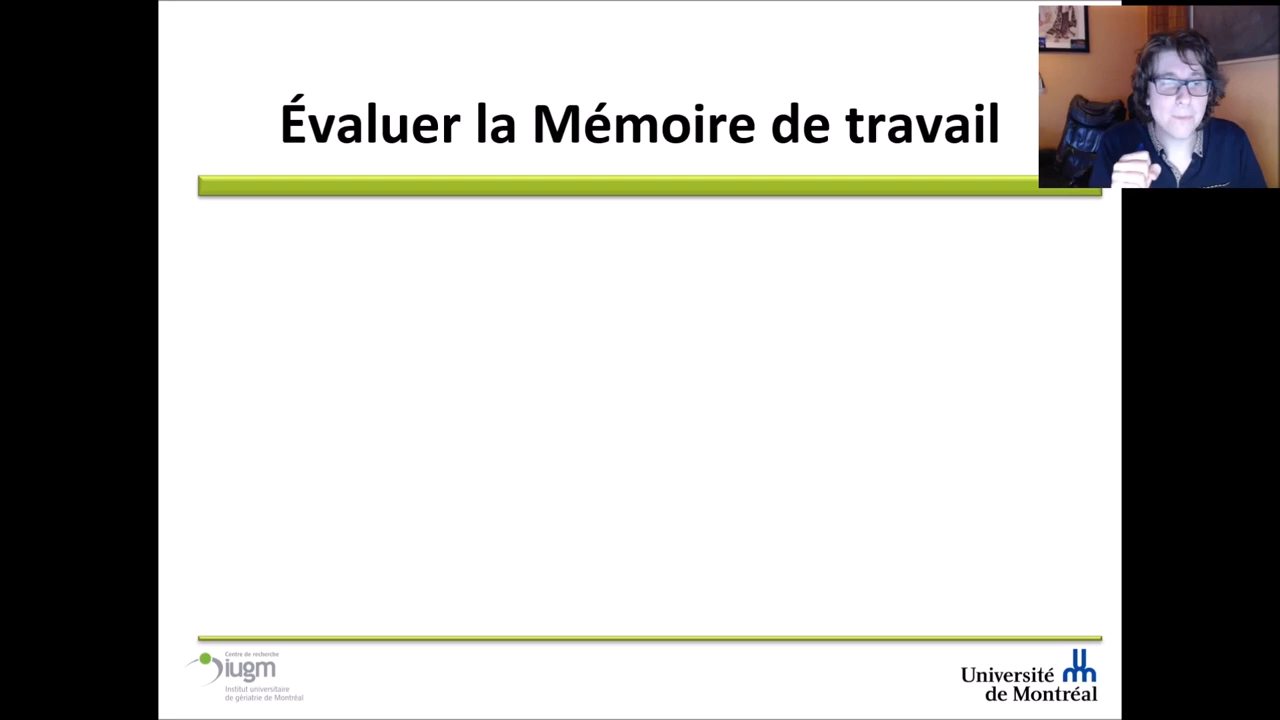 Évaluer la Mémoire de travail
Centre de recherche
iugm
Institut universitaire
de gériatrie de Montréal
Université
de Montréal